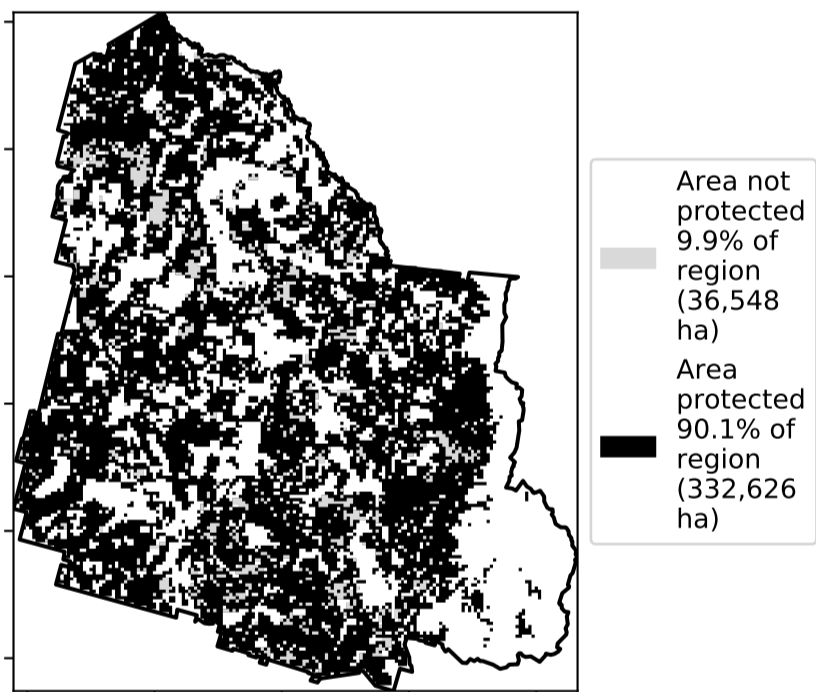 Area not
protected
9.9% of
region
(36,548
ha)
Area
protected
90.1% of
region
(332,626
ha)